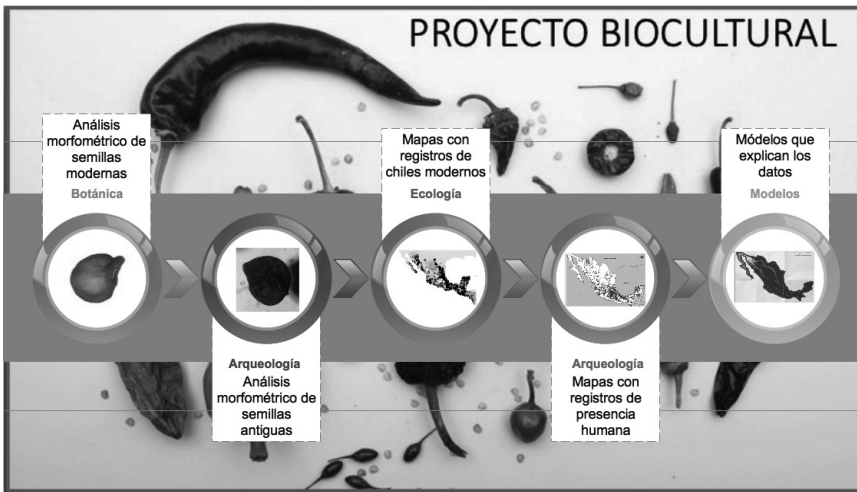 PROYECTO BIOCULTURAL
Análisis
morfométrico de
semillas
modernas
Botánica
Arqueología
Análisis
morfométrico de
semillas
antiguas
Mapas con
registros de
chiles modernos
Ecología
Arqueología
Mapas con
registros de
presencia
humana
Módelos que
explican los
datos
Modelos